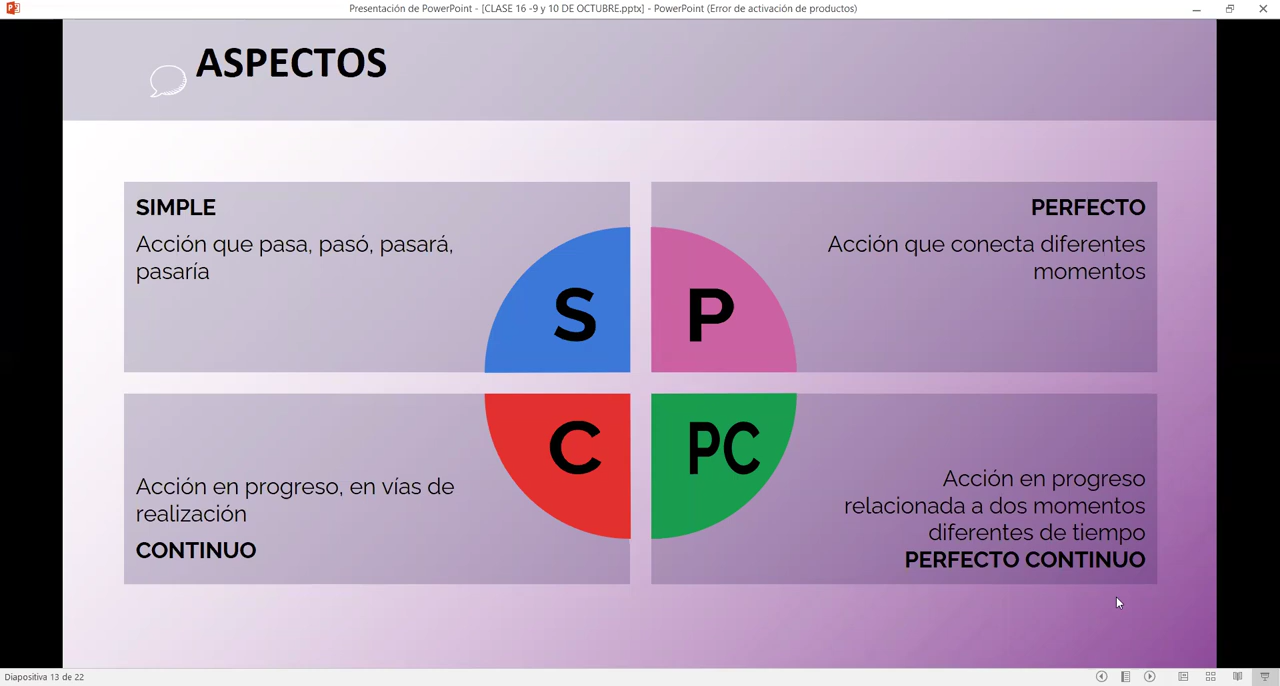 Presentación de PowerPoint - [CLASE 16 -9 y 10 DE OCTUBRE.pptx] - PowerPoint (Error de activación de productos)
ASPECTOS
SIMPLE
Acción que pasa, pasó, pasará,
pasaría
S
PERFECTO
Acción que conecta diferentes
momentos
P
Acción en progreso, en vías de
realización
CONTINUO
C
PC
Acción en progreso
relacionada a dos momentos
diferentes de tiempo
PERFECTO CONTINUO
Diapositiva 13 de 22